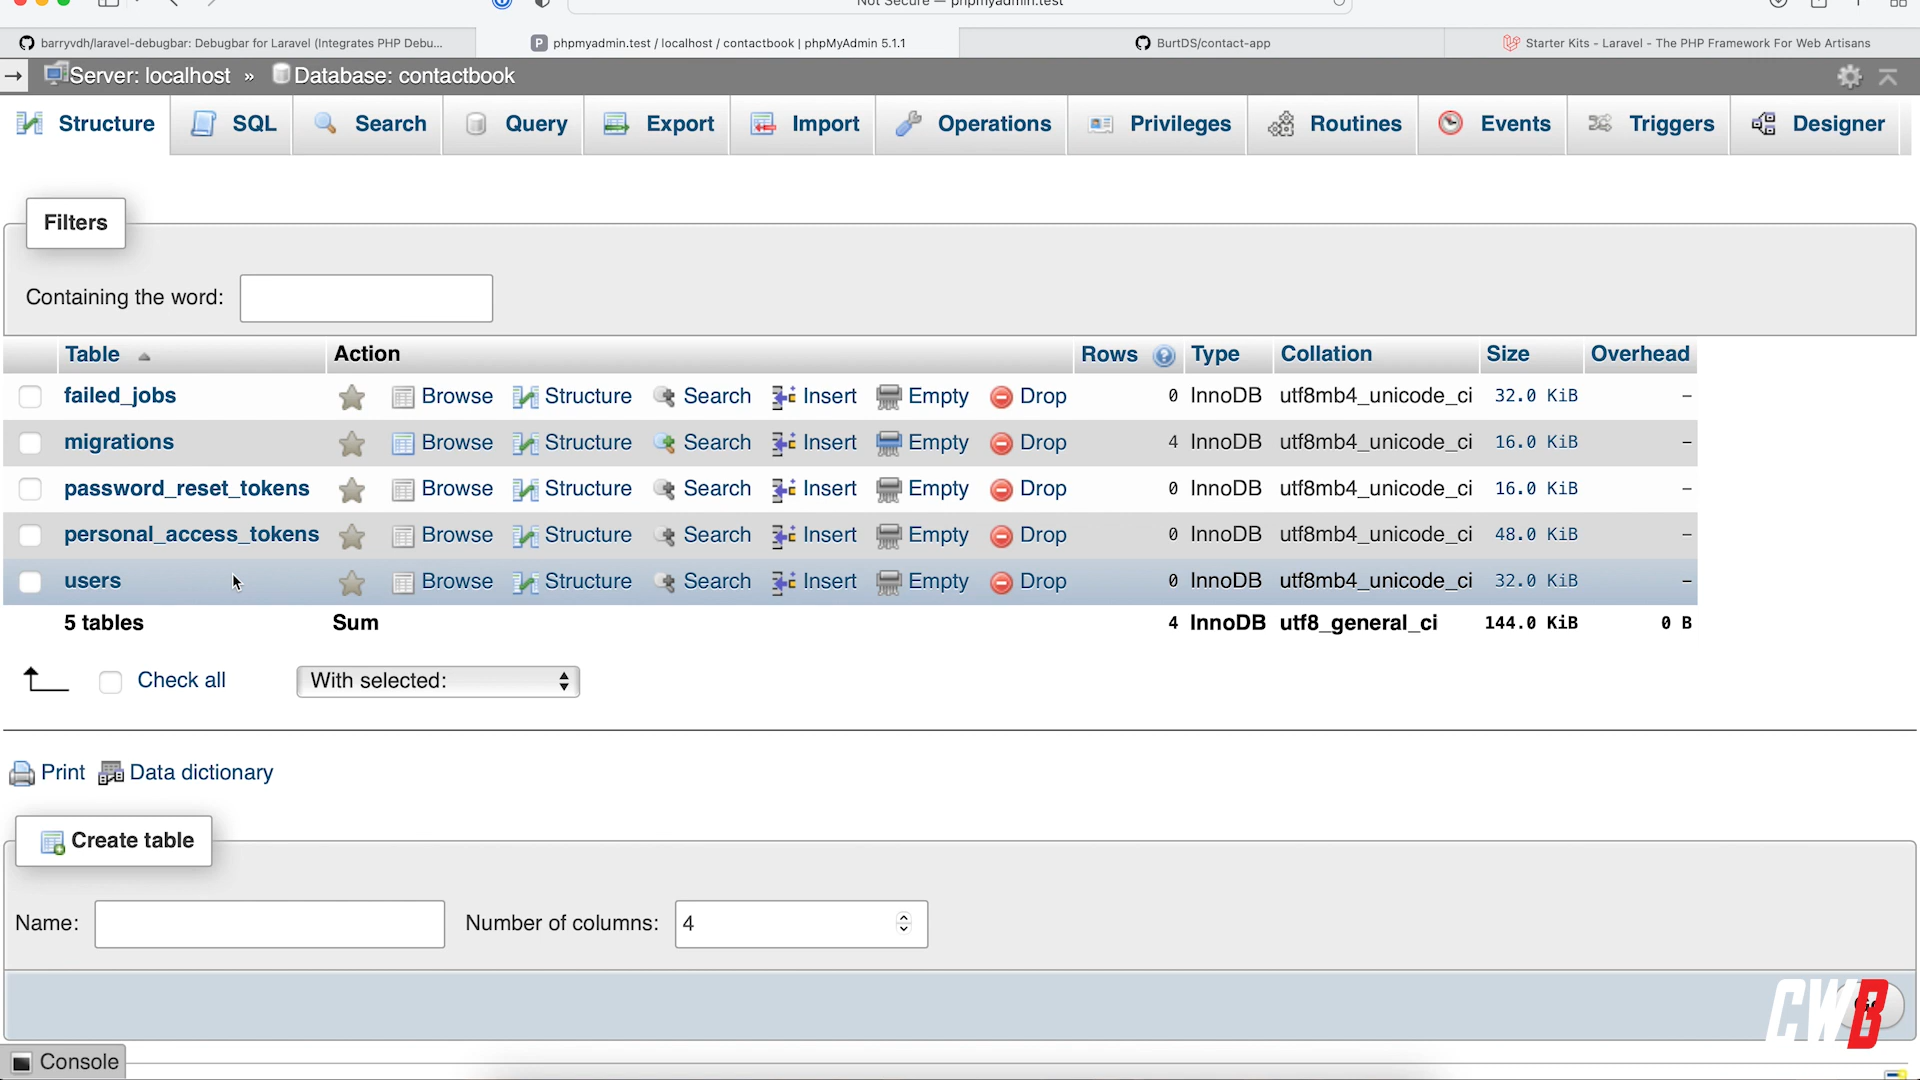 Not Secure — phpmyadmin.test
barryvdh/laravel-debugbar: Debugbar for Laravel (Integrates PHP Debu...
phpmyadmin.test / localhost / contactbook | phpMyAdmin 5.1.1
BurtDS/contact-app
Starter Kits - Laravel - The PHP Framework For Web Artisans
Server: localhost » Database: contactbook
Structure SQL Search Query Export Import Operations Privileges Routines Events Triggers Designer
Filters
Containing the word:
Table Action Rows Type Collation Size Overhead
failed_jobs Browse Structure Search Insert Empty Drop 0 InnoDB utf8mb4_unicode_ci 32.0 KiB –
migrations Browse Structure Search Insert Empty Drop 4 InnoDB utf8mb4_unicode_ci 16.0 KiB –
password_reset_tokens Browse Structure Search Insert Empty Drop 0 InnoDB utf8mb4_unicode_ci 16.0 KiB –
personal_access_tokens Browse Structure Search Insert Empty Drop 0 InnoDB utf8mb4_unicode_ci 48.0 KiB –
users Browse Structure Search Insert Empty Drop 0 InnoDB utf8mb4_unicode_ci 32.0 KiB –
5 tables Sum 4 InnoDB utf8_general_ci 144.0 KiB 0 B
Check all With selected:
Print Data dictionary
Create table
Name: Number of columns: 4
CWB
Console